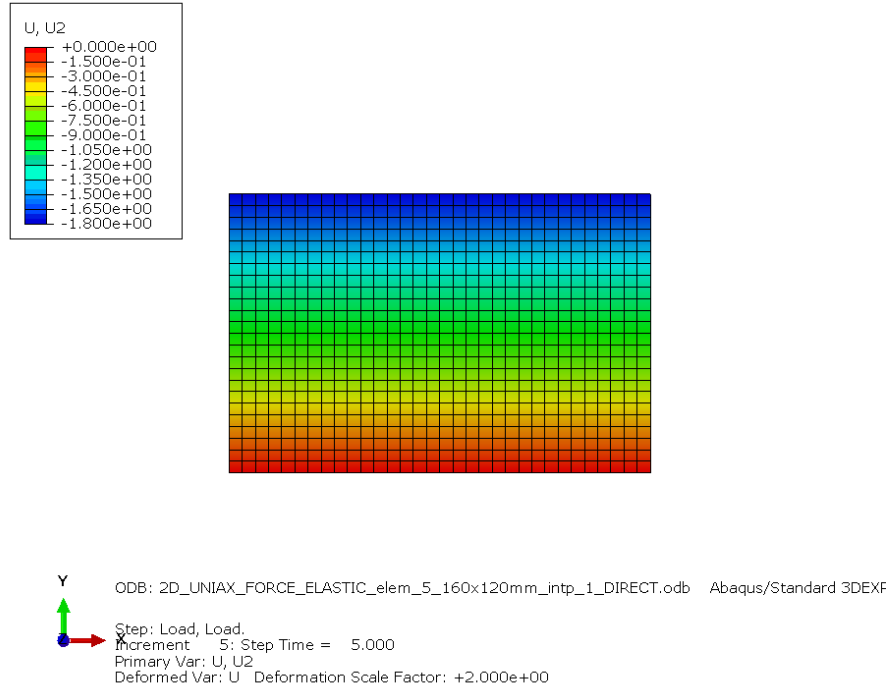 U, U2
+0.000e+00
-1.500e-01
-3.000e-01
-4.500e-01
-6.000e-01
-7.500e-01
-9.000e-01
-1.050e+00
-1.200e+00
-1.350e+00
-1.500e+00
-1.650e+00
-1.800e+00
Y
X
ODB: 2D_UNIAX_FORCE_ELASTIC_elem_5_160x120mm_intp_1_DIRECT.odb Abaqus/Standard 3DEXP
Step: Load, Load.
Increment 5: Step Time = 5.000
Primary Var: U, U2
Deformed Var: U Deformation Scale Factor: +2.000e+00